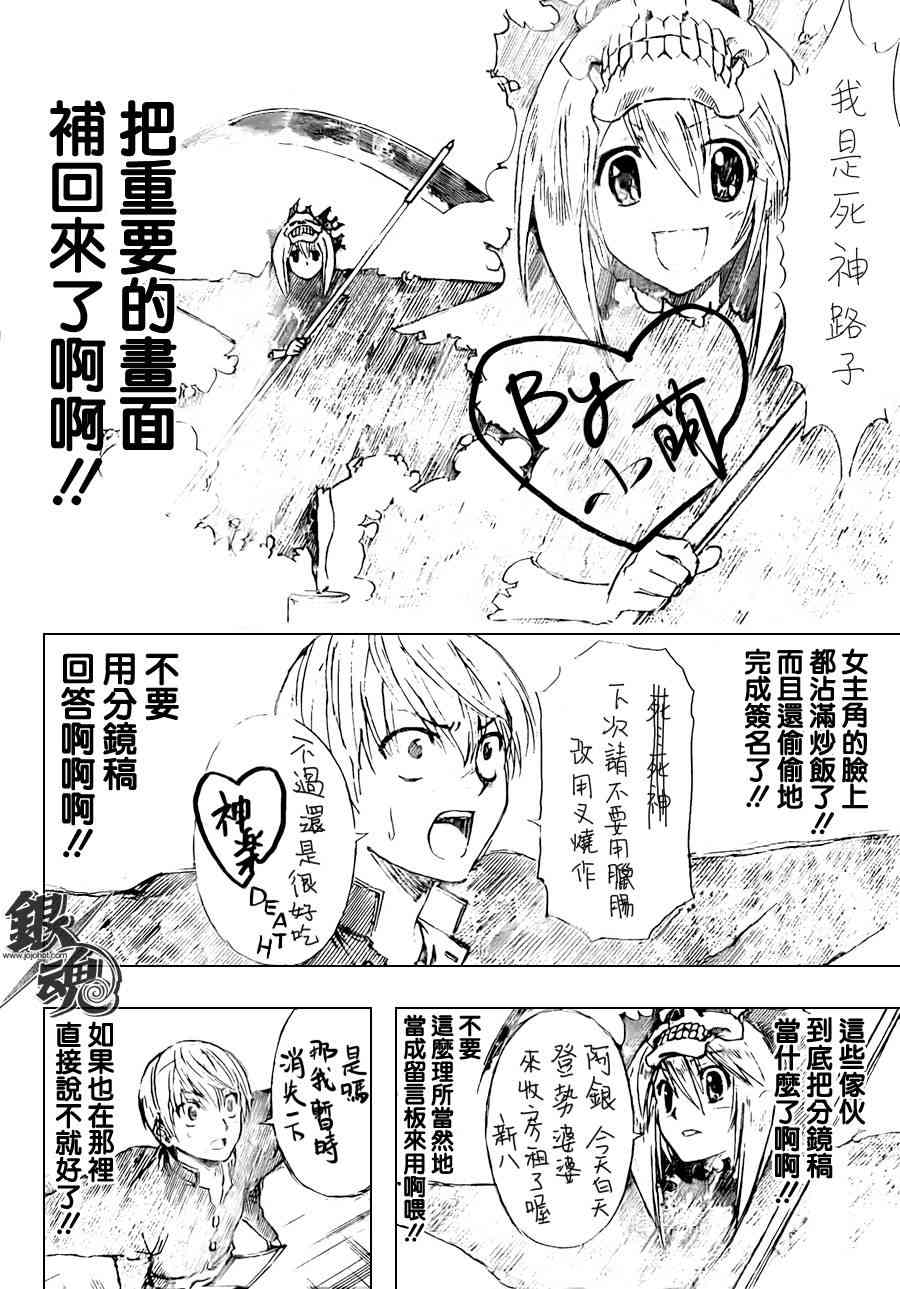 我是死神路子
By
小萌
把重要的畫面
補回來了啊啊!!
女主角的臉上
都沾滿炒飯了!!
而且還偷偷地
完成簽名了!!
死、死神
下次請不要用臘腸
改用叉燒作
不過還是很好吃
神樂
DEATH
不要
用分鏡稿
回答啊啊啊!!
這些傢伙
到底把分鏡稿
當什麼了啊啊!!
阿銀 今天白天
登勢婆婆
來收房租了喔
新八
不要
這麼理所當然地
當成留言板來用啊喂!!
是嗎
那我暫時
消失一下
如果也在那裡
直接說不就好了!!
銀魂
www.jojohot.com